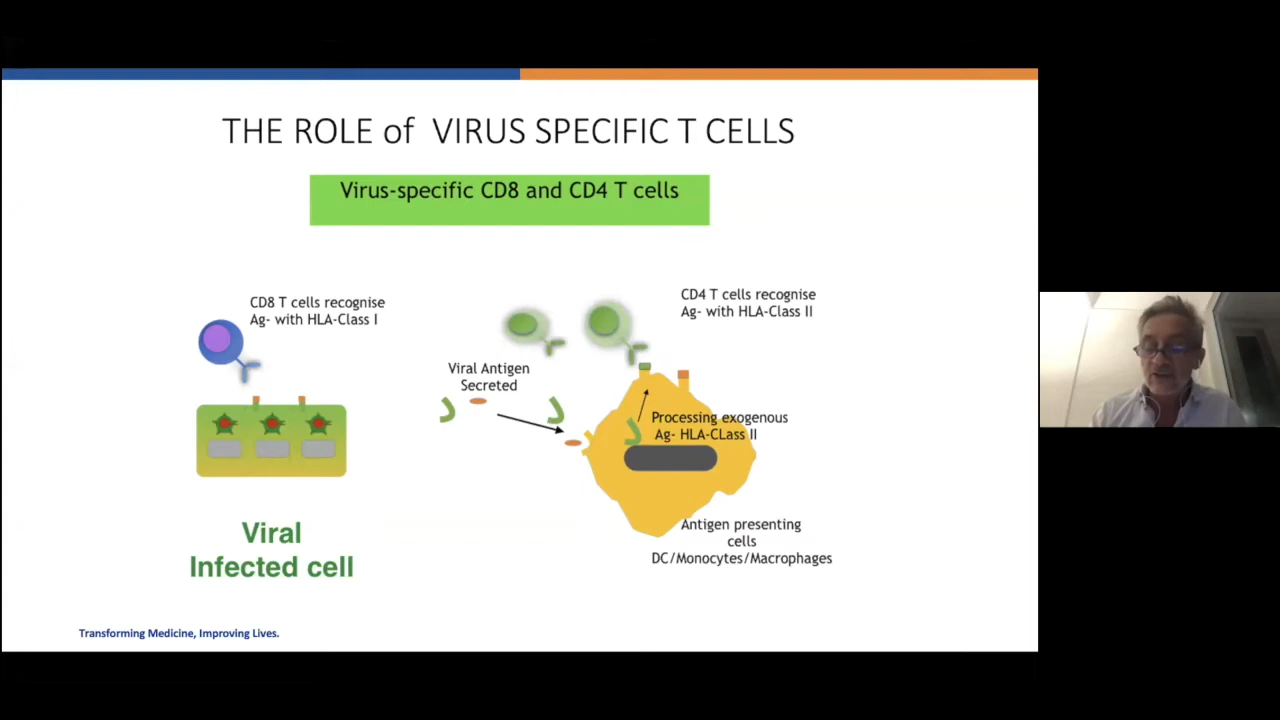 THE ROLE of VIRUS SPECIFIC T CELLS
Virus-specific CD8 and CD4 T cells
CD8 T cells recognise
Ag- with HLA-Class I
CD4 T cells recognise
Ag- with HLA-Class II
Viral Antigen
Secreted
Processing exogenous
Ag- HLA-CLass II
Antigen presenting
cells
DC/Monocytes/Macrophages
Viral
Infected cell
Transforming Medicine, Improving Lives.